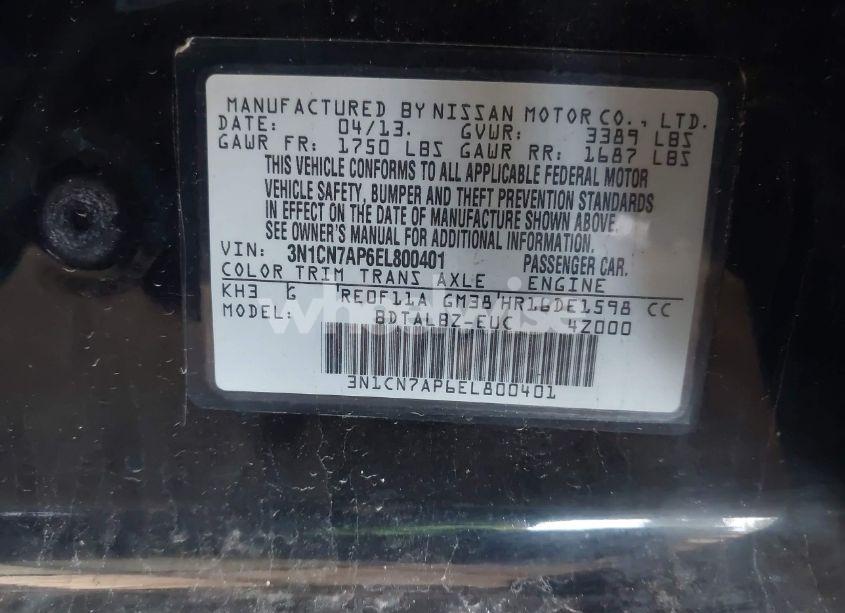 MANUFACTURED BY NISSAN MOTOR CO., LTD.
DATE: 04/13. GVWR: 3389 LBS
GAWR FR: 1750 LBS GAWR RR: 1687 LBS
THIS VEHICLE CONFORMS TO ALL APPLICABLE FEDERAL MOTOR
VEHICLE SAFETY, BUMPER AND THEFT PREVENTION STANDARDS
IN EFFECT ON THE DATE OF MANUFACTURE SHOWN ABOVE.
SEE OWNER'S MANUAL FOR ADDITIONAL INFORMATION.
VIN: 3N1CN7AP6EL800401 PASSENGER CAR.
COLOR TRIM TRANS AXLE ENGINE
KH3 G RE0F11A GM38 HR16DE1598 CC
MODEL: BDTALBZ-EUC 4Z000
3N1CN7AP6EL800401